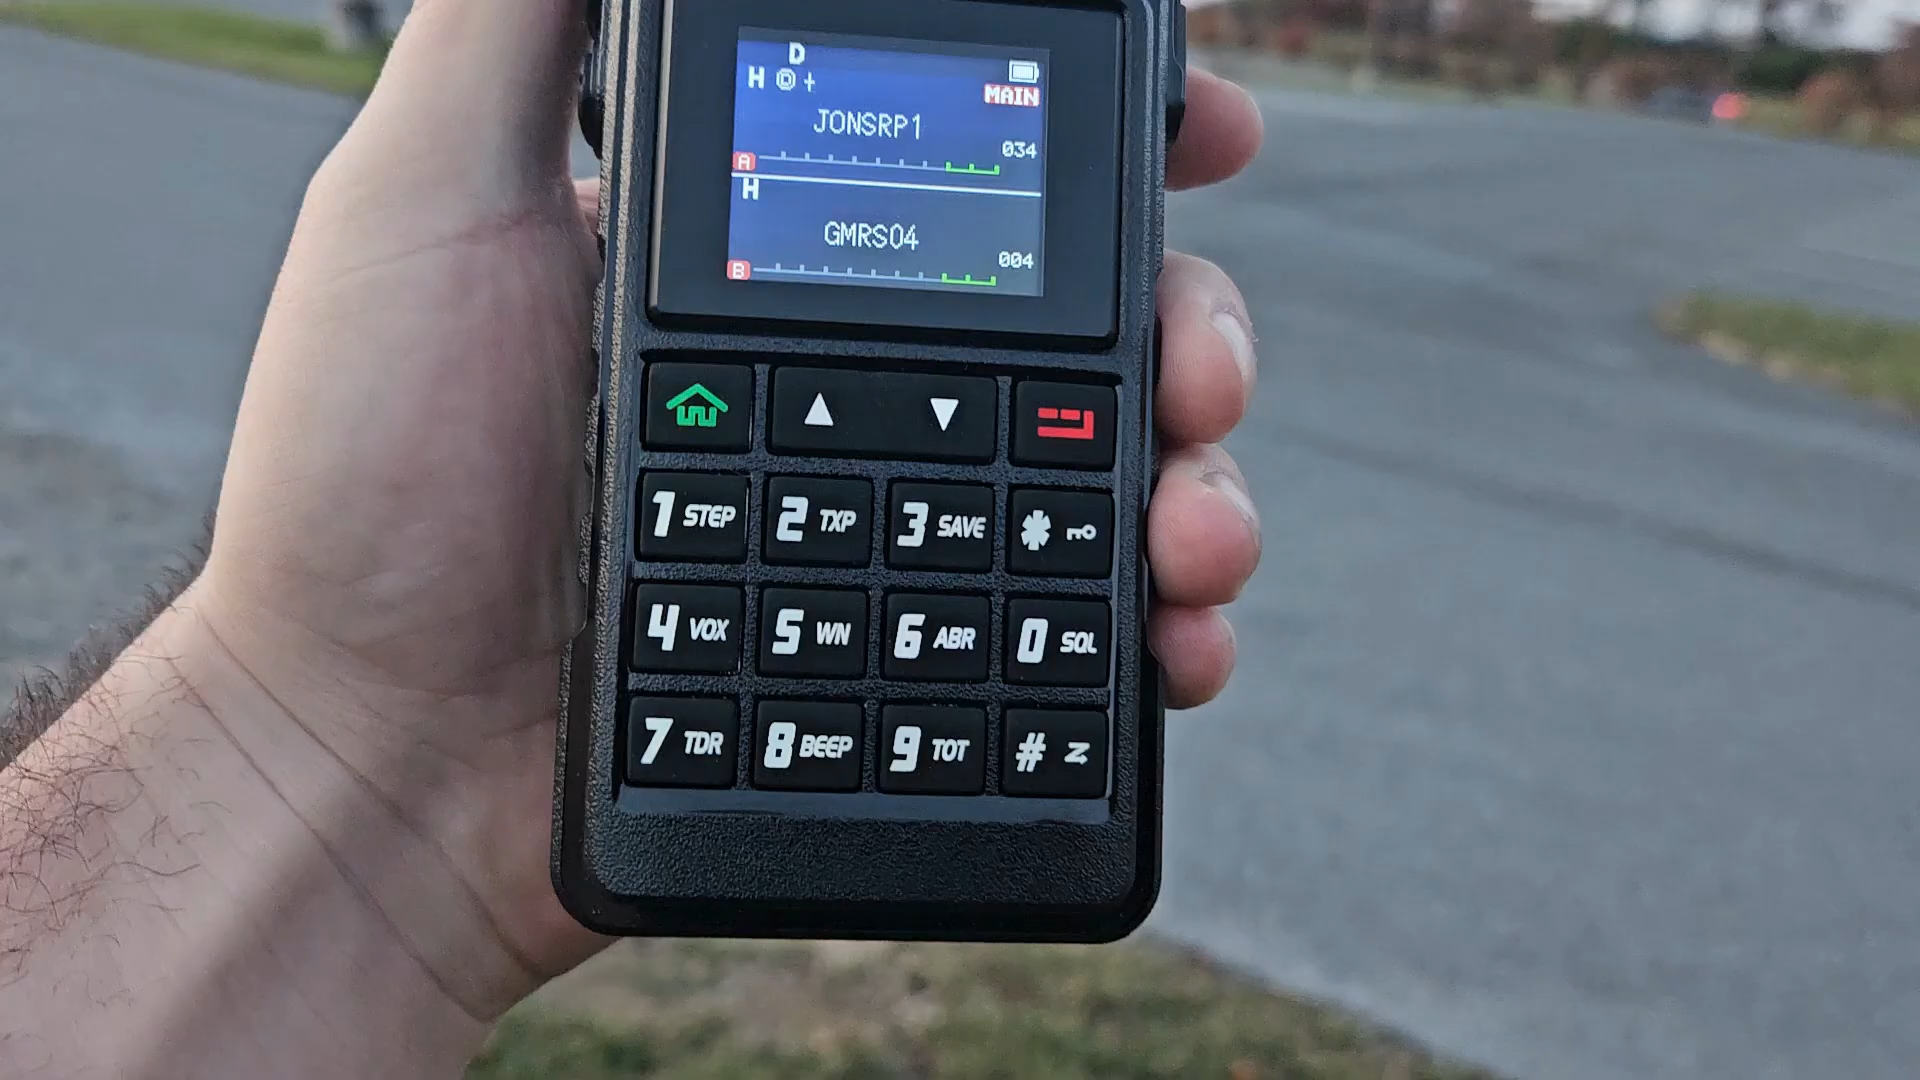 D
H +
MAIN
JONSRP1
034
A
H
GMRS04
004
B
1 STEP 2 TXP 3 SAVE *
4 VOX 5 WN 6 ABR 0 SQL
7 TDR 8 BEEP 9 TOT # Z